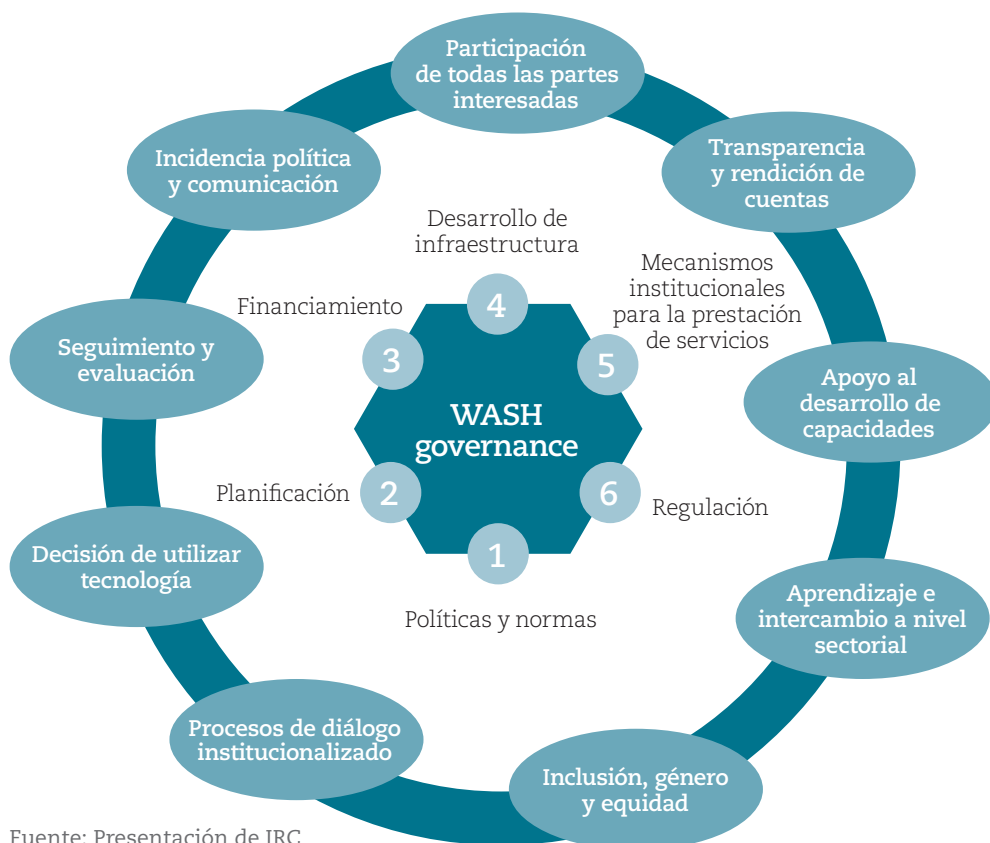 Participación
de todas las partes
interesadas
Transparencia
y rendición de
cuentas
Apoyo al
desarrollo de
capacidades
Aprendizaje e
intercambio a nivel
sectorial
Inclusión, género
y equidad
Procesos de diálogo
institucionalizado
Decisión de utilizar
tecnología
Seguimiento y
evaluación
Incidencia política
y comunicación
WASH
governance
1
Políticas y normas
2
Planificación
3
Financiamiento
4
Desarrollo de
infraestructura
5
Mecanismos
institucionales
para la prestación
de servicios
6
Regulación
Fuente: Presentación de IRC